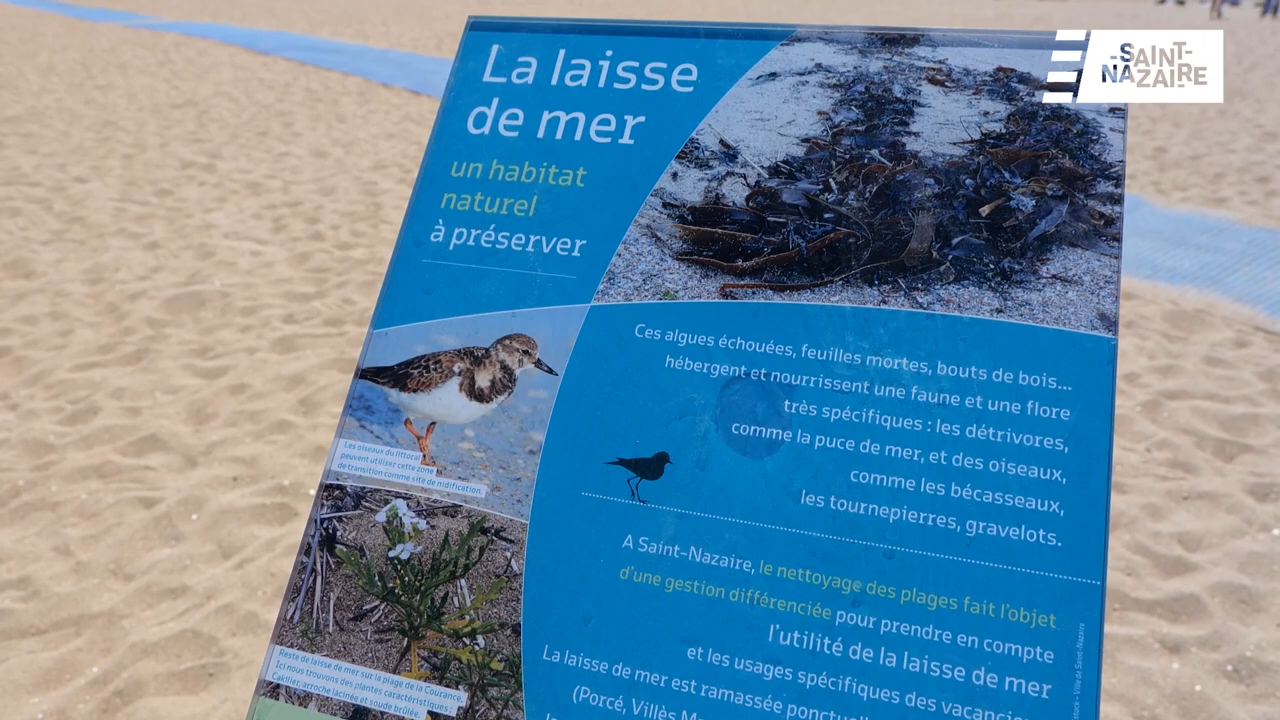 La laisse
de mer
un habitat
naturel
à préserver
SAINT-
NAZAIRE
Ces algues échouées, feuilles mortes, bouts de bois...
hébergent et nourrissent une faune et une flore
très spécifiques : les détrivores,
comme la puce de mer, et des oiseaux,
comme les bécasseaux,
les tournepierres, gravelots.
Les oiseaux du littoral
peuvent utiliser cette zone
de transition comme site de nidification.
A Saint-Nazaire, le nettoyage des plages fait l'objet
d'une gestion différenciée pour prendre en compte
l'utilité de la laisse de mer
et les usages spécifiques des
La laisse de mer est ramassée
(Porcé, Villès
Reste de laisse de mer sur la plage de la Courance.
Ici nous trouvons des plantes caractéristiques :
Cakilier, arroche lacinée et soude brûlée.
Ville de Saint-Nazaire